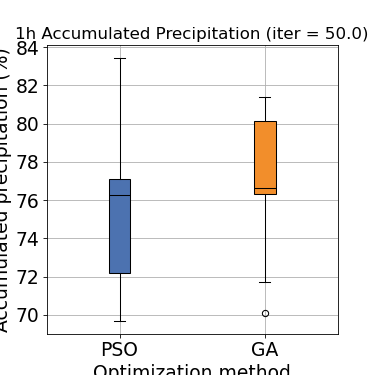 1h Accumulated Precipitation (iter = 50.0)
Accumulated precipitation (%)
84
82
80
78
76
74
72
70
PSO GA
Optimization method